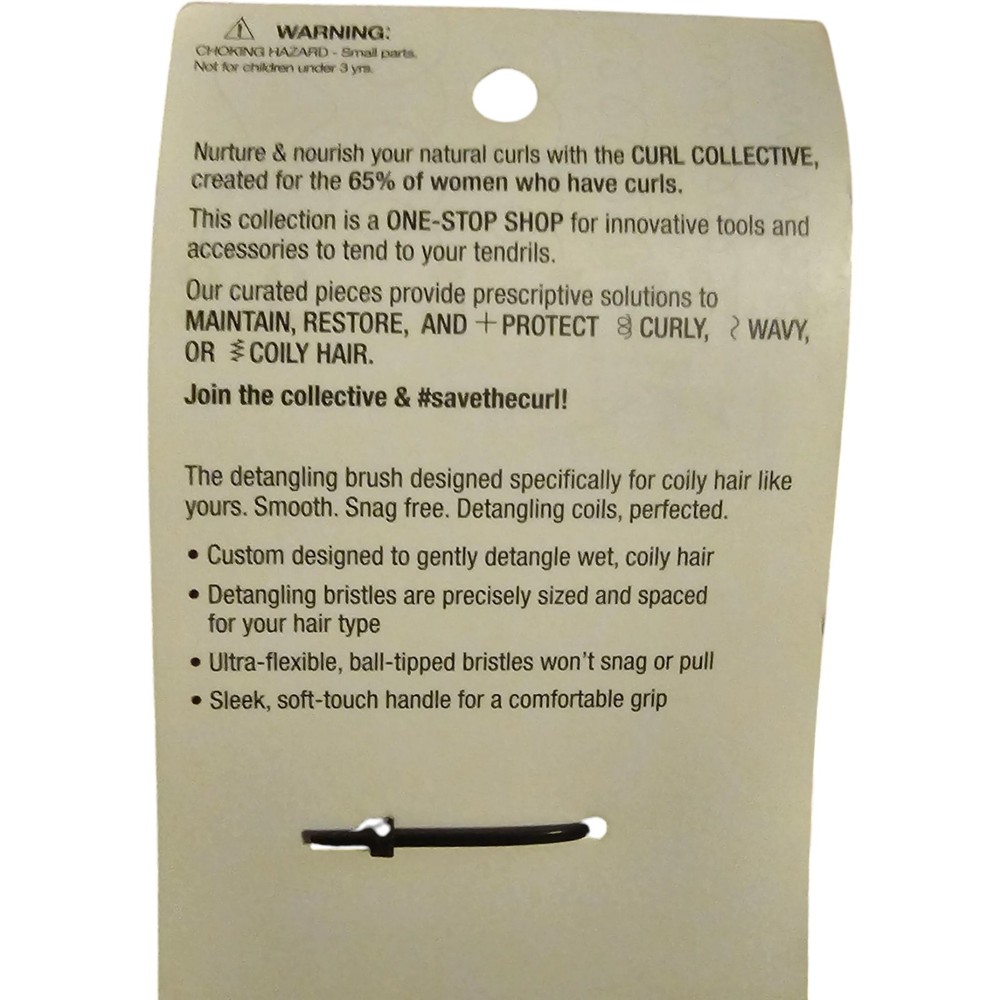 WARNING:
CHOKING HAZARD - Small parts.
Not for children under 3 yrs.
Nurture & nourish your natural curls with the CURL COLLECTIVE,
created for the 65% of women who have curls.
This collection is a ONE-STOP SHOP for innovative tools and
accessories to tend to your tendrils.
Our curated pieces provide prescriptive solutions to
MAINTAIN, RESTORE, AND + PROTECT CURLY, WAVY,
OR COILY HAIR.
Join the collective & #savethecurl!
The detangling brush designed specifically for coily hair like
yours. Smooth. Snag free. Detangling coils, perfected.
• Custom designed to gently detangle wet, coily hair
• Detangling bristles are precisely sized and spaced
for your hair type
• Ultra-flexible, ball-tipped bristles won't snag or pull
• Sleek, soft-touch handle for a comfortable grip